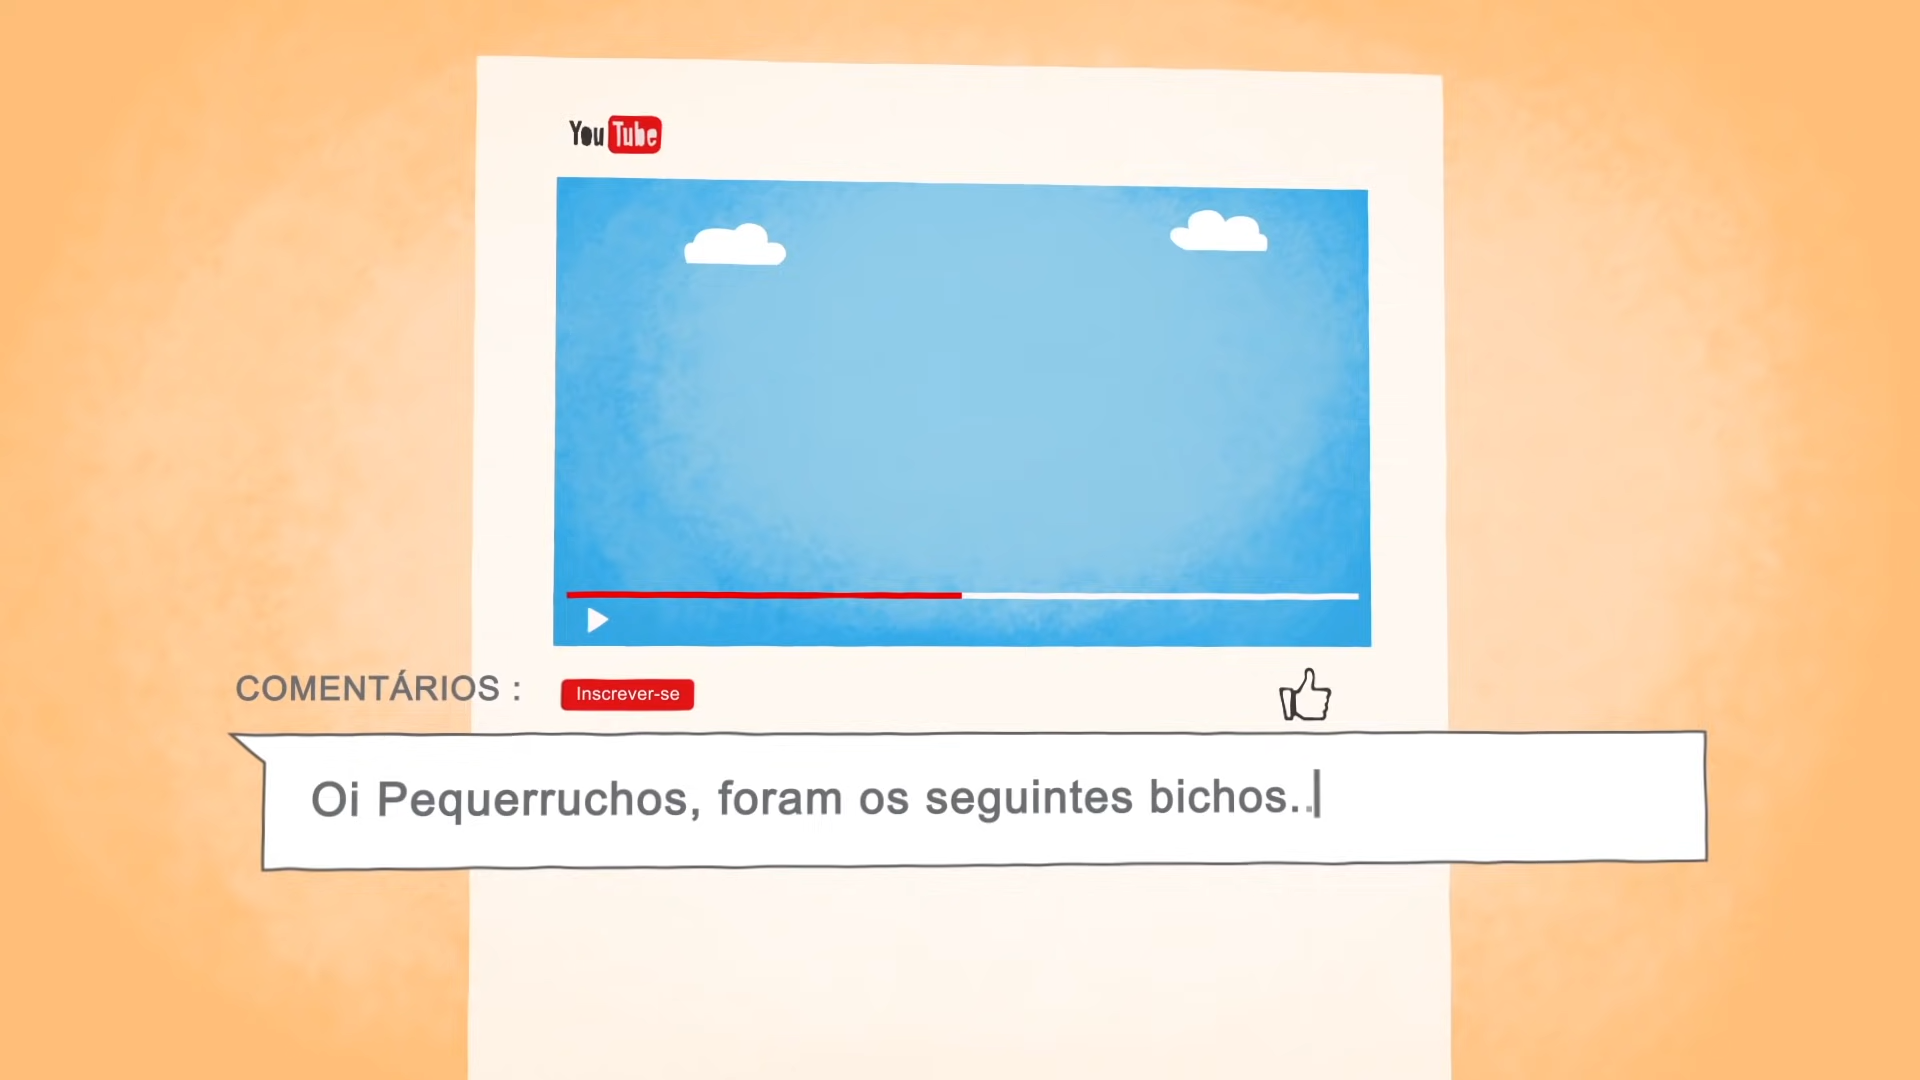 YouTube
COMENTÁRIOS :
Inscrever-se
Oi Pequerruchos, foram os seguintes bichos..